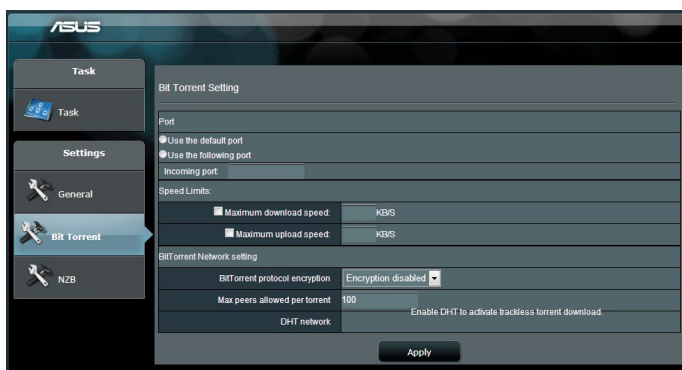 ASUS
Task
Task
Settings
General
Bit Torrent
NZB
Bit Torrent Setting
Port
Use the default port
Use the following port
Incoming port:
Speed Limits:
Maximum download speed: KB/S
Maximum upload speed: KB/S
BitTorrent Network setting
BitTorrent protocol encryption Encryption disabled
Max peers allowed per torrent 100
DHT network Enable DHT to activate trackless torrent download.
Apply